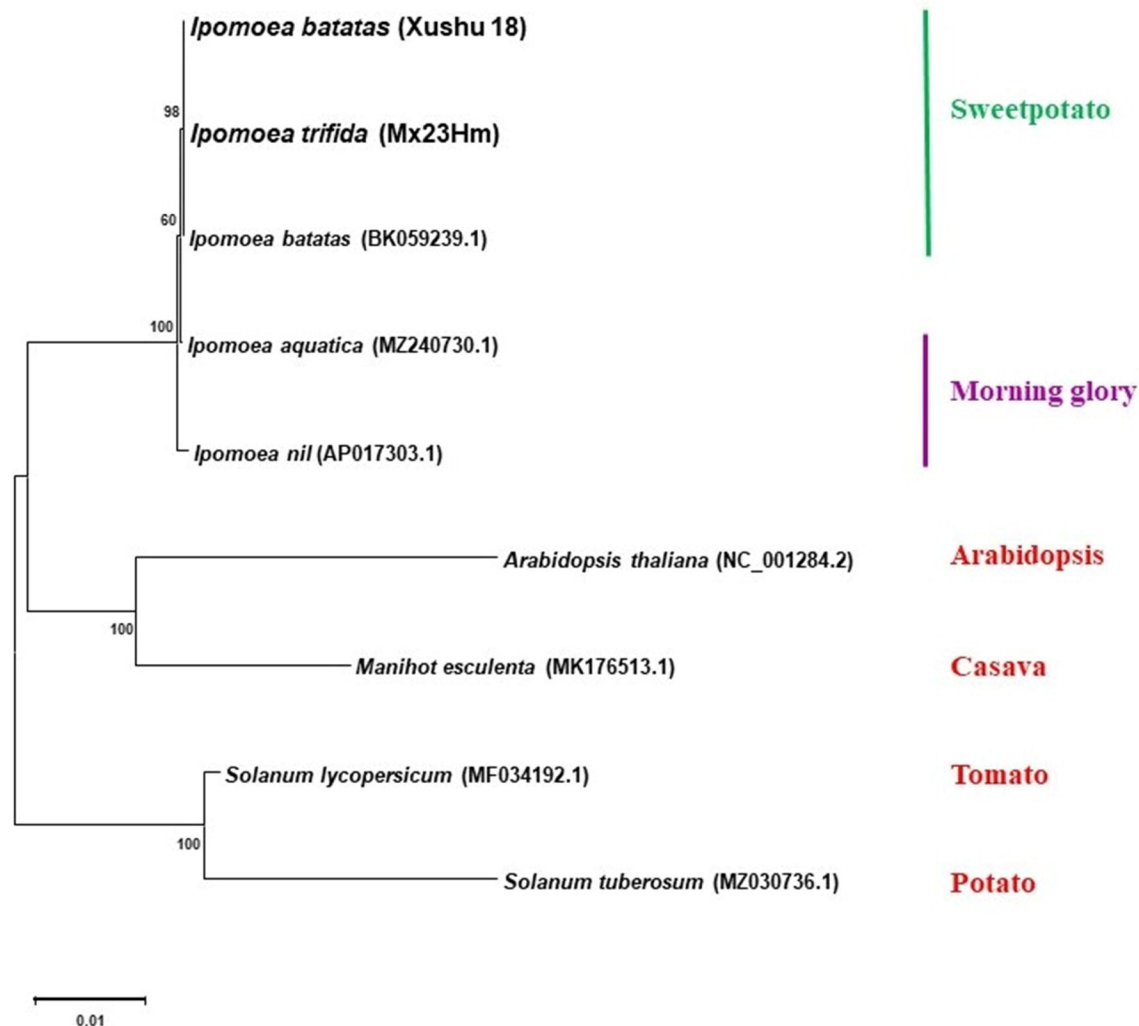 Ipomoea batatas (Xushu 18)
98
Sweetpotato
Ipomoea trifida (Mx23Hm)
60
Ipomoea batatas (BK059239.1)
100
Ipomoea aquatica (MZ240730.1)
Morning glory
Ipomoea nil (AP017303.1)
Arabidopsis thaliana (NC_001284.2)
Arabidopsis
100
Manihot esculenta (MK176513.1)
Casava
Solanum lycopersicum (MF034192.1)
Tomato
100
Solanum tuberosum (MZ030736.1)
Potato
0.01